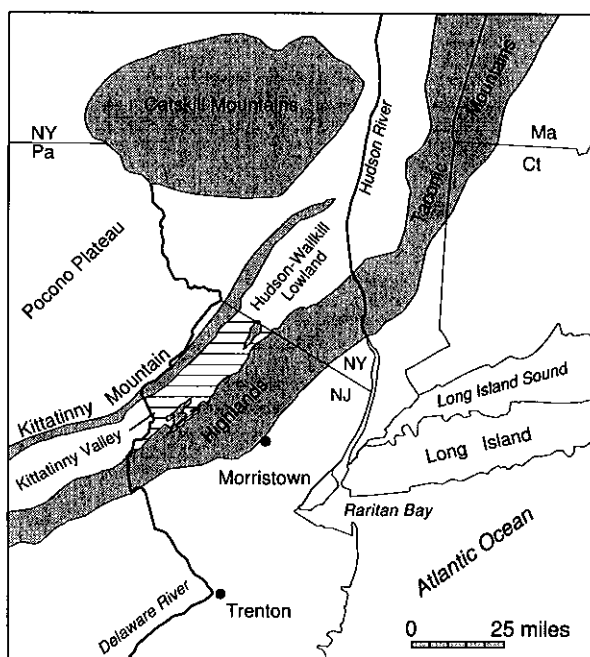 Catskill Mountains
NY
Pa
Hudson River
Taconic
Mountains
Ma
Ct
Pocono Plateau
Hudson-Wallkill
Lowland
NY
NJ
Kittatinny Mountain
Kittatinny Valley
Highlands
Morristown
Long Island Sound
Long Island
Raritan Bay
Atlantic Ocean
Trenton
Delaware River
0 25 miles